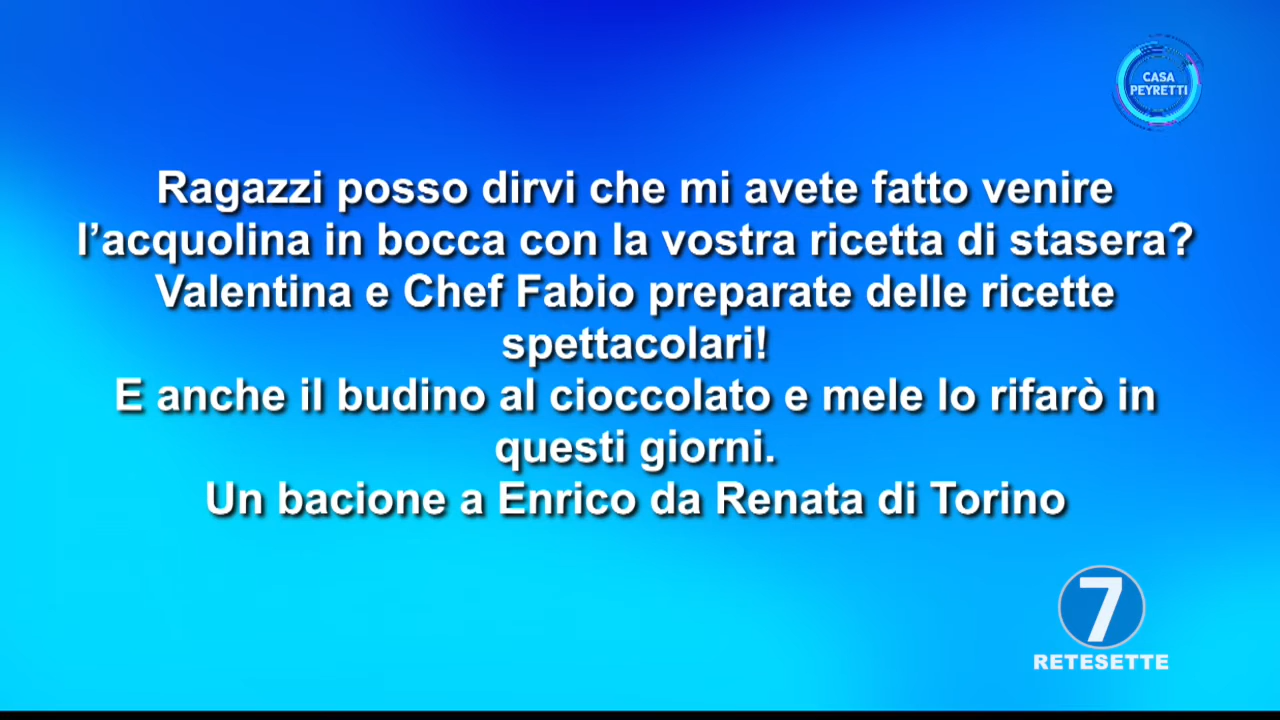 CASA
PEYRETTI
Ragazzi posso dirvi che mi avete fatto venire
l’acquolina in bocca con la vostra ricetta di stasera?
Valentina e Chef Fabio preparate delle ricette
spettacolari!
E anche il budino al cioccolato e mele lo rifarò in
questi giorni.
Un bacione a Enrico da Renata di Torino
7
RETESETTE